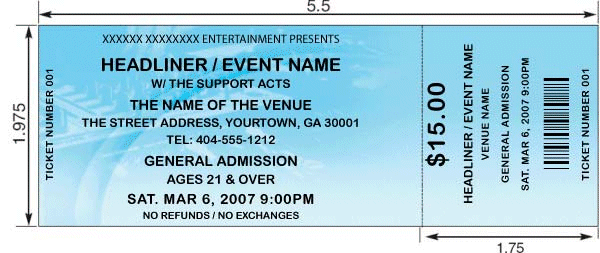 5.5
1.975
TICKET NUMBER 001
XXXXXX XXXXXXXX ENTERTAINMENT PRESENTS
HEADLINER / EVENT NAME
W/ THE SUPPORT ACTS
THE NAME OF THE VENUE
THE STREET ADDRESS, YOURTOWN, GA 30001
TEL: 404-555-1212
GENERAL ADMISSION
AGES 21 & OVER
SAT. MAR 6, 2007 9:00PM
NO REFUNDS / NO EXCHANGES
$15.00
HEADLINER / EVENT NAME
VENUE NAME
GENERAL ADMISSION
SAT. MAR 6, 2007 9:00PM
TICKET NUMBER 001
1.75